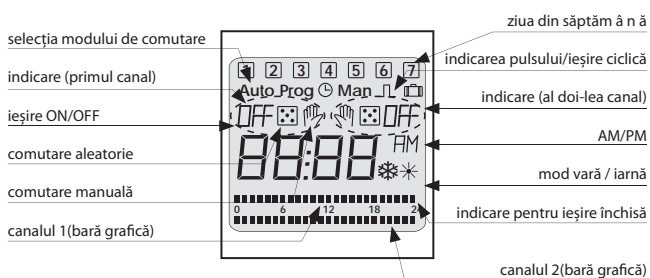 ziua din săptăm â n ă
selecția modului de comutare
indicarea pulsului/ieșire ciclică
indicare (primul canal)
indicare (al doi-lea canal)
ieșire ON/OFF
AM/PM
comutare aleatorie
mod vară / iarnă
comutare manuală
indicare pentru ieșire închisă
canalul 1(bară grafică)
canalul 2(bară grafică)
1 2 3 4 5 6 7
Auto Prog Man
OFF OFF
88:88 AM
0 6 12 18 24